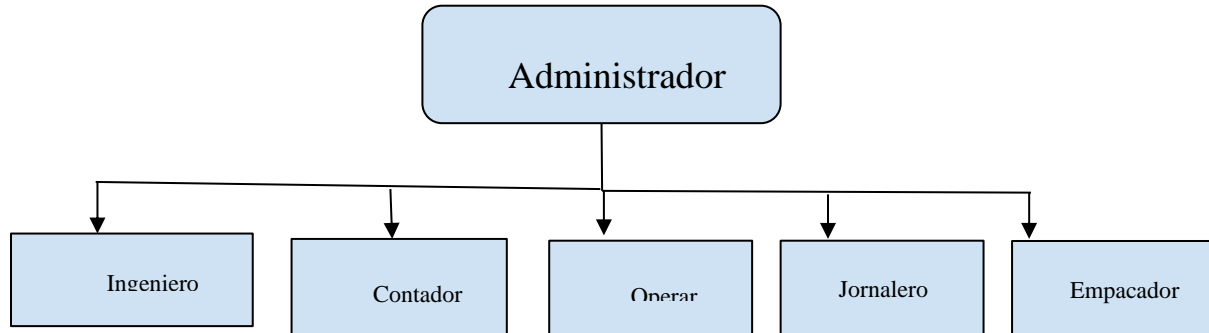 Administrador
Ingeniero
Contador
Operar
Jornalero
Empacador